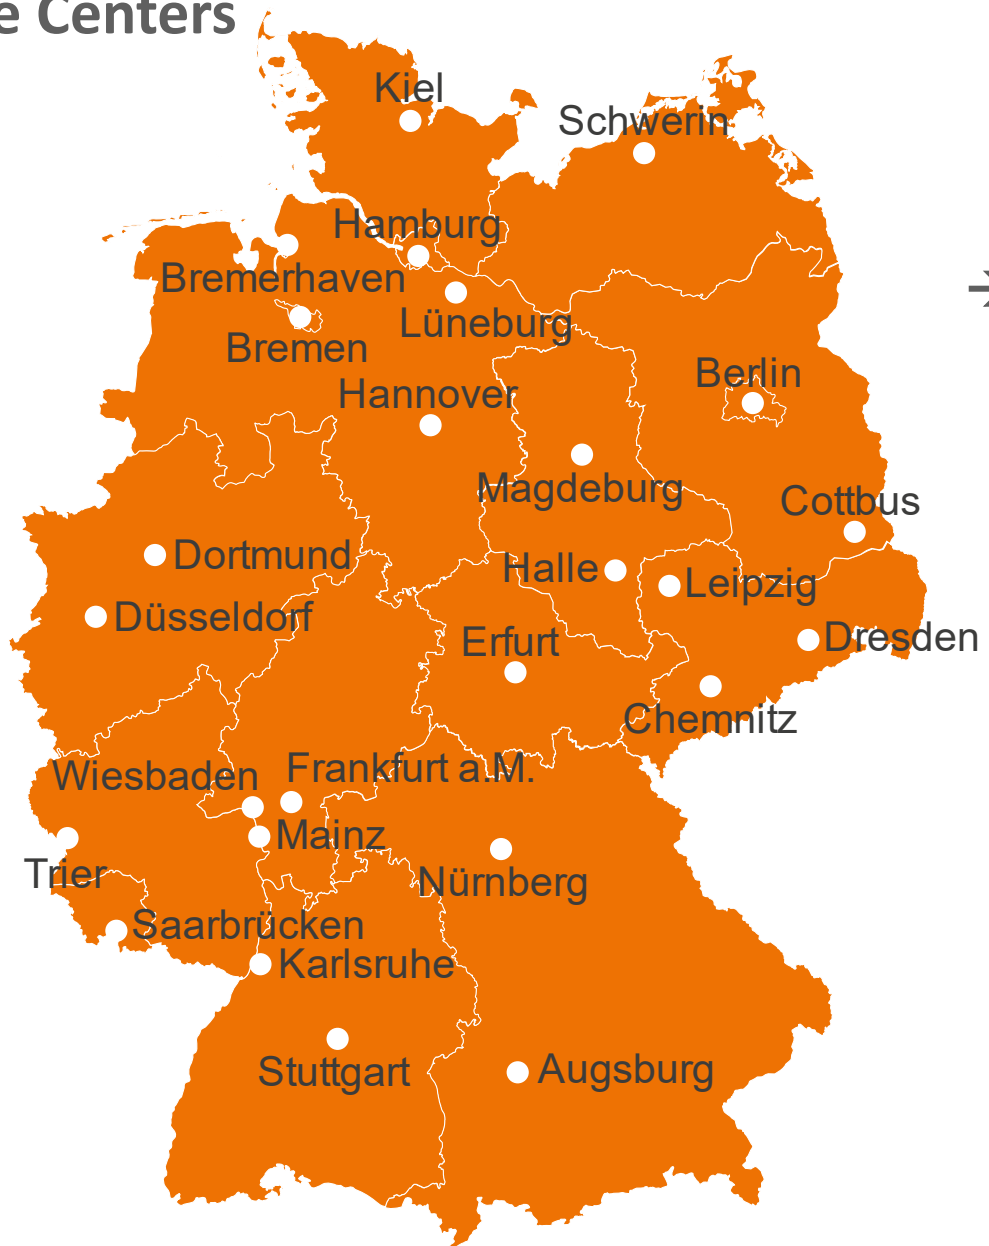 e Centers
Kiel
Schwerin
Hamburg
Bremerhaven
Lüneburg
Bremen
Berlin
Hannover
Magdeburg
Cottbus
Dortmund
Halle
Leipzig
Düsseldorf
Dresden
Erfurt
Chemnitz
Wiesbaden
Frankfurt a.M.
Mainz
Trier
Nürnberg
Saarbrücken
Karlsruhe
Stuttgart
Augsburg